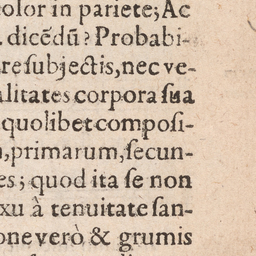 olor in pariete; Ac
. dicẽdũ? Probabi-
re subjectis, nec ve-
alitates corpora ſua
quolibet composi-
, primarum, ſecun-
es; quod ita ſe non
xu à tenuitate ſan-
one verò & grumis